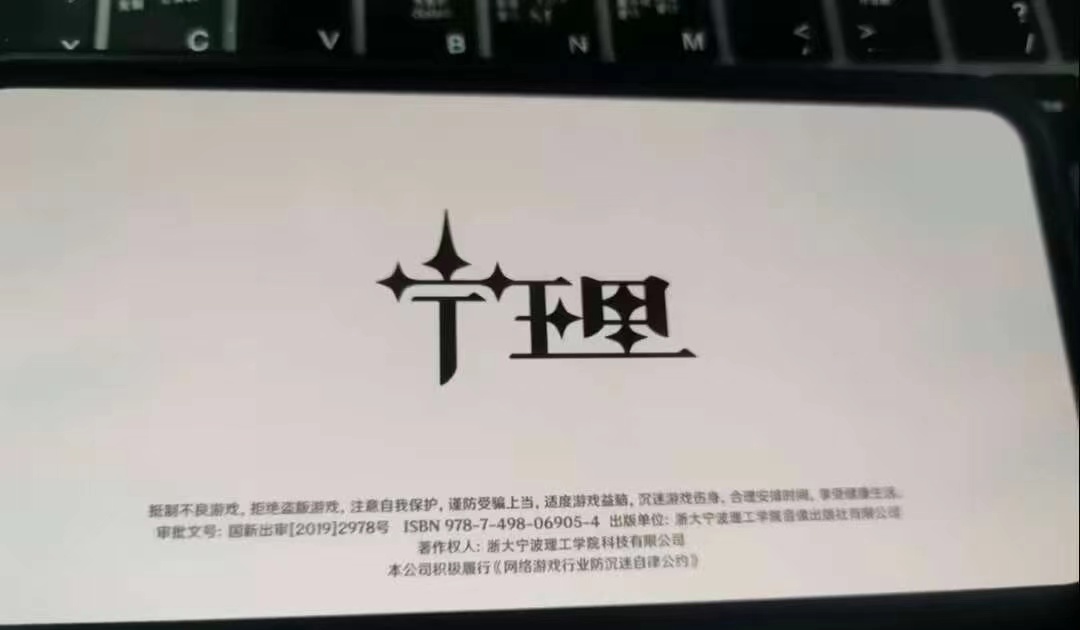 C V B N M < > ?
/
宁理
抵制不良游戏，拒绝盗版游戏，注意自我保护，谨防受骗上当，适度游戏益脑，沉迷游戏伤身，合理安排时间，享受健康生活。
审批文号：国新出审[2019]2978号 ISBN 978-7-498-06905-4 出版单位：浙大宁波理工学院音像出版社有限公司
著作权人：浙大宁波理工学院科技有限公司
本公司积极履行《网络游戏行业防沉迷自律公约》